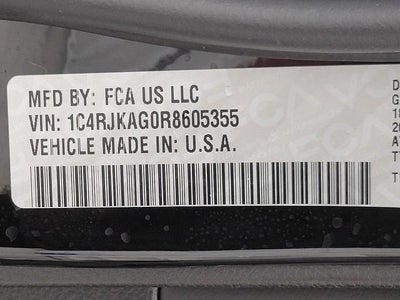 MFD BY: FCA US LLC
VIN: 1C4RJKAG0R8605355
VEHICLE MADE IN: U.S.A.